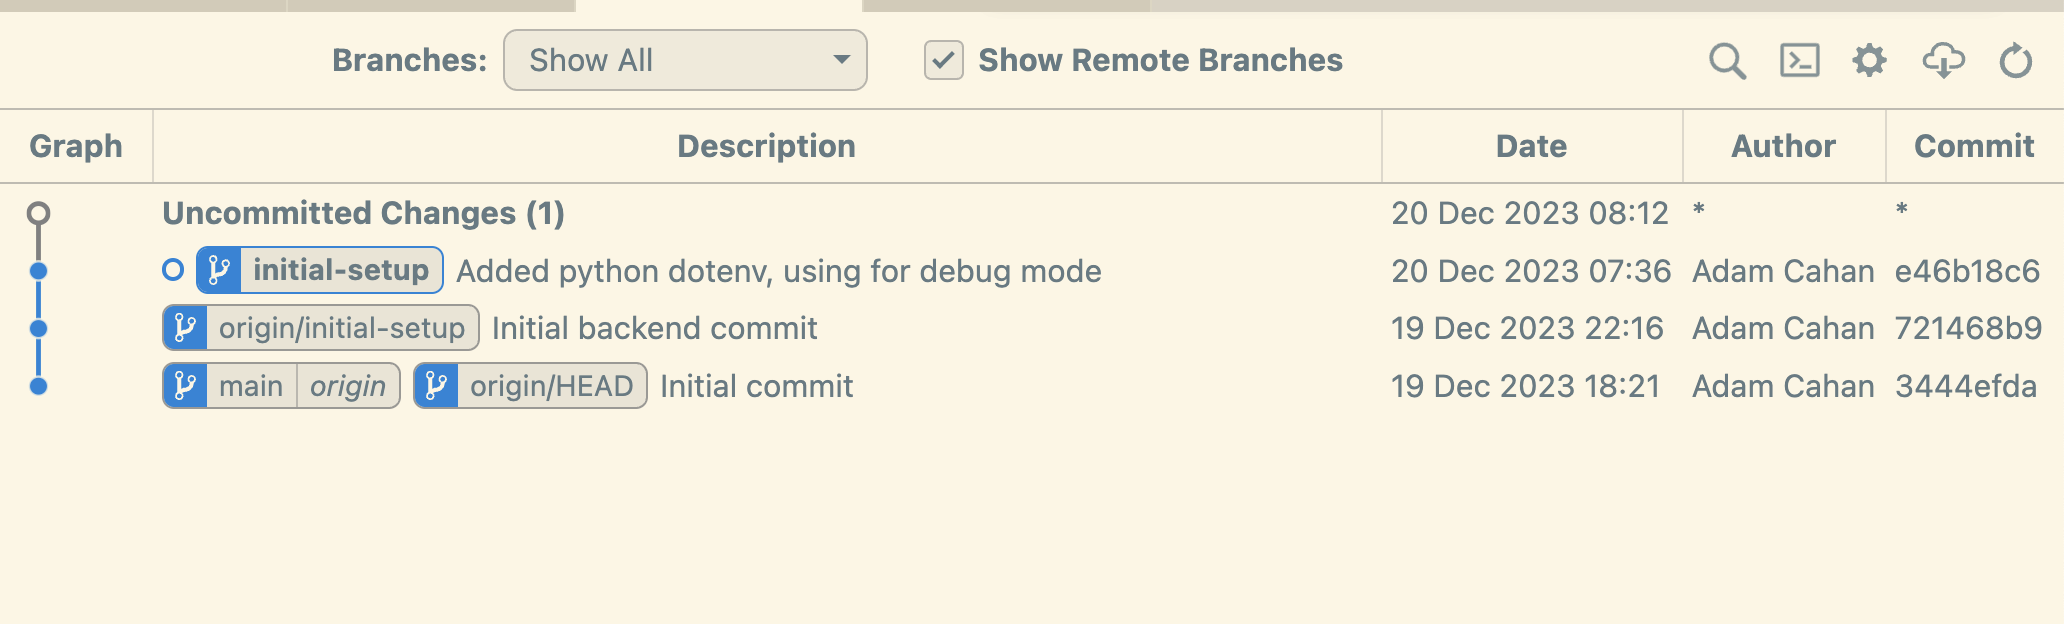 Branches: Show All Show Remote Branches
Graph Description Date Author Commit
Uncommitted Changes (1) 20 Dec 2023 08:12 * *
initial-setup Added python dotenv, using for debug mode 20 Dec 2023 07:36 Adam Cahan e46b18c6
origin/initial-setup Initial backend commit 19 Dec 2023 22:16 Adam Cahan 721468b9
main origin origin/HEAD Initial commit 19 Dec 2023 18:21 Adam Cahan 3444efda